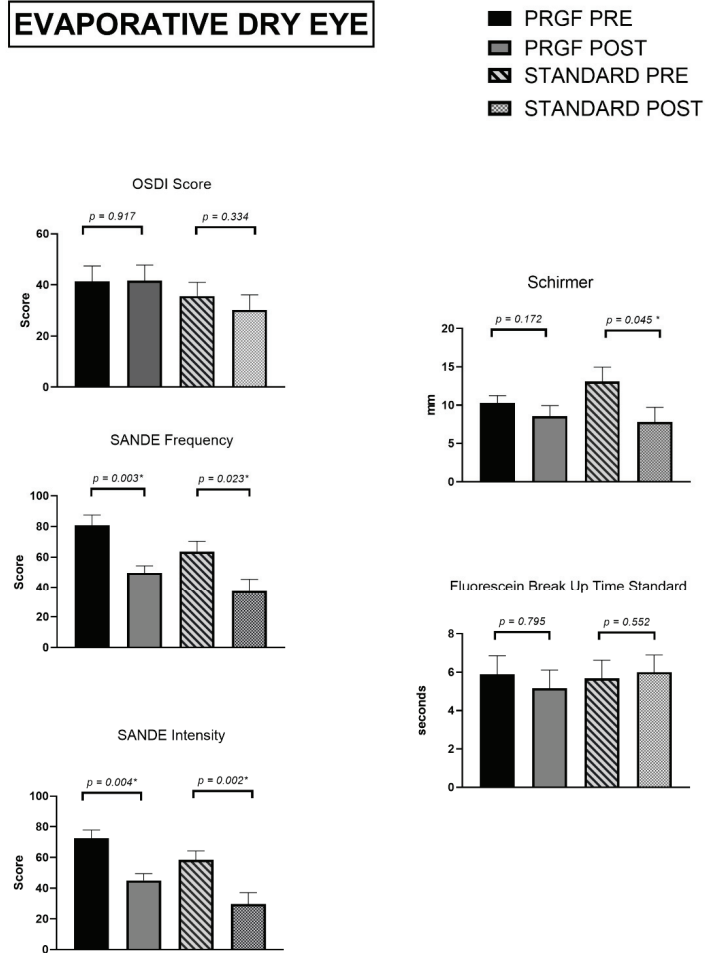 EVAPORATIVE DRY EYE
PRGF PRE
PRGF POST
STANDARD PRE
STANDARD POST
OSDI Score
p = 0.917
p = 0.334
60
40
20
0
Score
SANDE Frequency
p = 0.003*
p = 0.023*
100
80
60
40
20
0
Score
SANDE Intensity
p = 0.004*
p = 0.002*
100
80
60
40
20
0
Score
Schirmer
p = 0.172
p = 0.045 *
20
15
10
5
0
mm
Fluorescein Break Up Time Standard
p = 0.795
p = 0.552
8
6
4
2
0
seconds